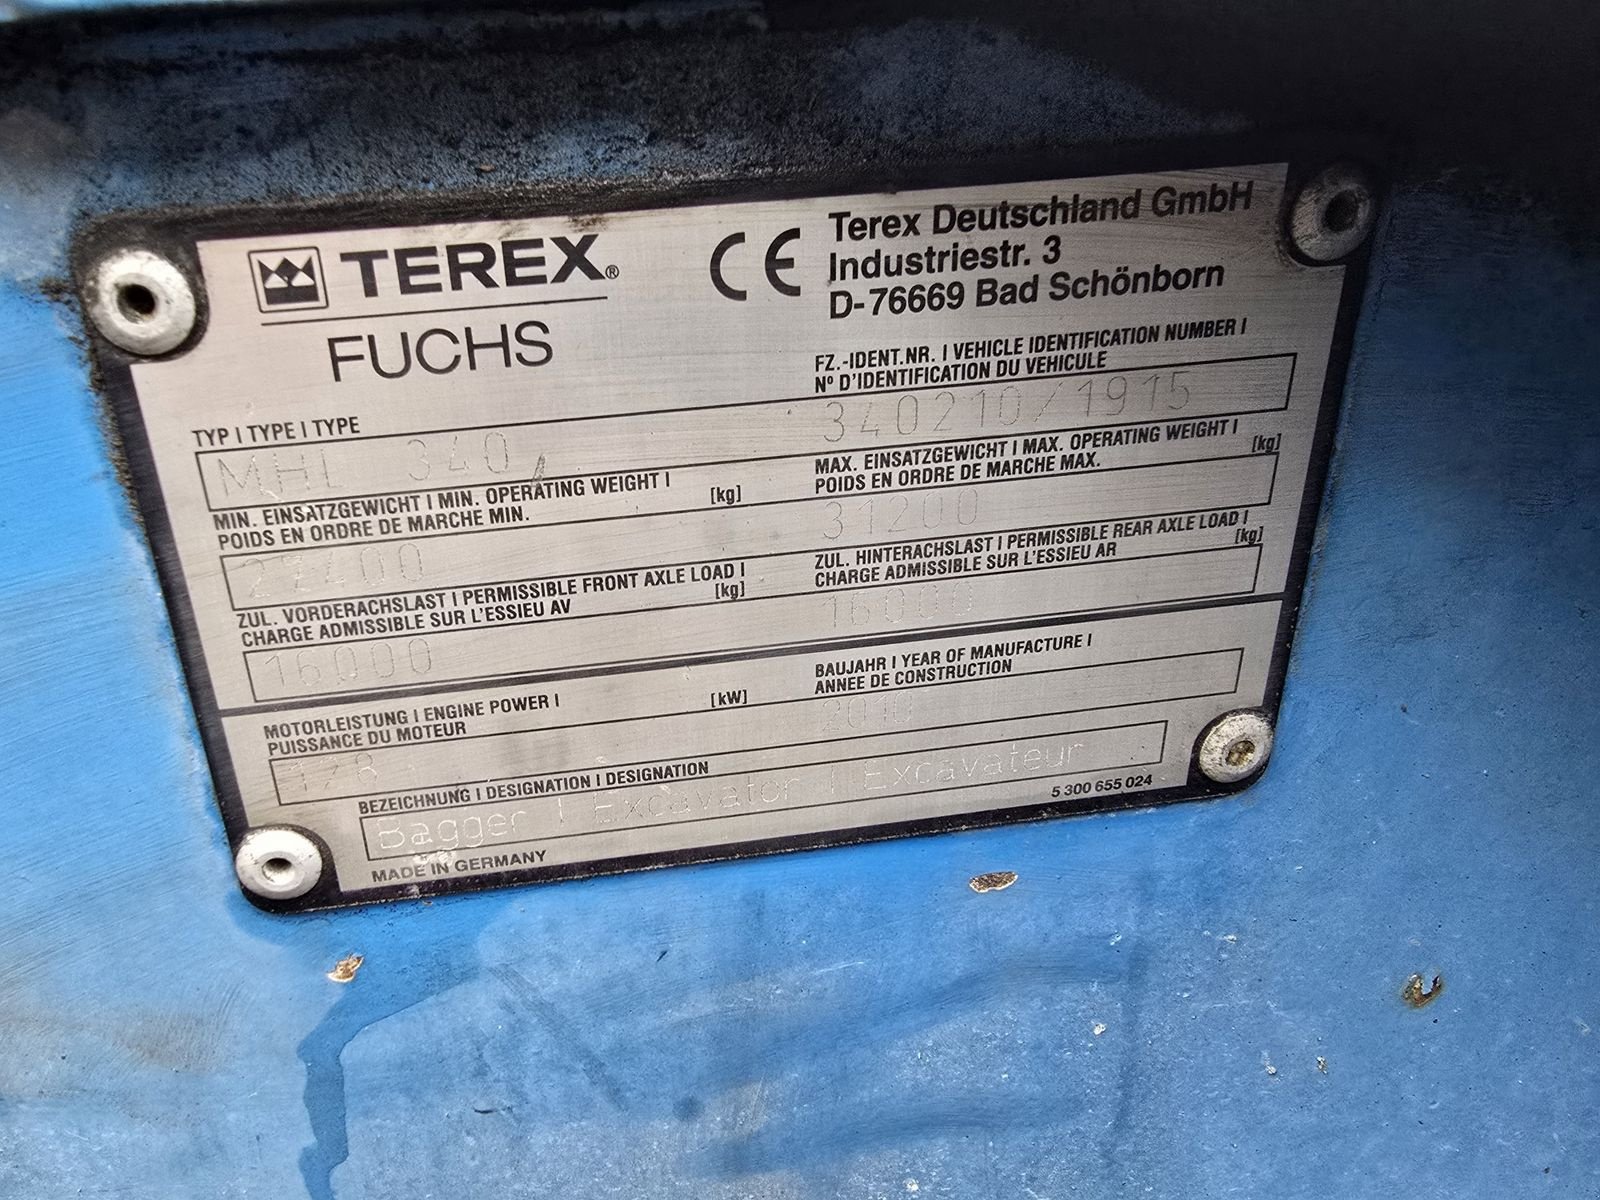 TEREX®
FUCHS
CE
Terex Deutschland GmbH
Industriestr. 3
D-76669 Bad Schönborn
TYP | TYPE | TYPE
MHL 340
FZ.-IDENT.NR. | VEHICLE IDENTIFICATION NUMBER |
Nº D'IDENTIFICATION DU VEHICULE
340210/1915
MIN. EINSATZGEWICHT | MIN. OPERATING WEIGHT | [kg]
POIDS EN ORDRE DE MARCHE MIN.
27400
MAX. EINSATZGEWICHT | MAX. OPERATING WEIGHT | [kg]
POIDS EN ORDRE DE MARCHE MAX.
31200
ZUL. VORDERACHSLAST | PERMISSIBLE FRONT AXLE LOAD | [kg]
CHARGE ADMISSIBLE SUR L'ESSIEU AV
16000
ZUL. HINTERACHSLAST | PERMISSIBLE REAR AXLE LOAD | [kg]
CHARGE ADMISSIBLE SUR L'ESSIEU AR
16000
MOTORLEISTUNG | ENGINE POWER | [kW]
PUISSANCE DU MOTEUR
128
BAUJAHR | YEAR OF MANUFACTURE |
ANNEE DE CONSTRUCTION
BEZEICHNUNG | DESIGNATION | DESIGNATION
Bagger | Excavator | Excavateur
MADE IN GERMANY
5 300 655 024